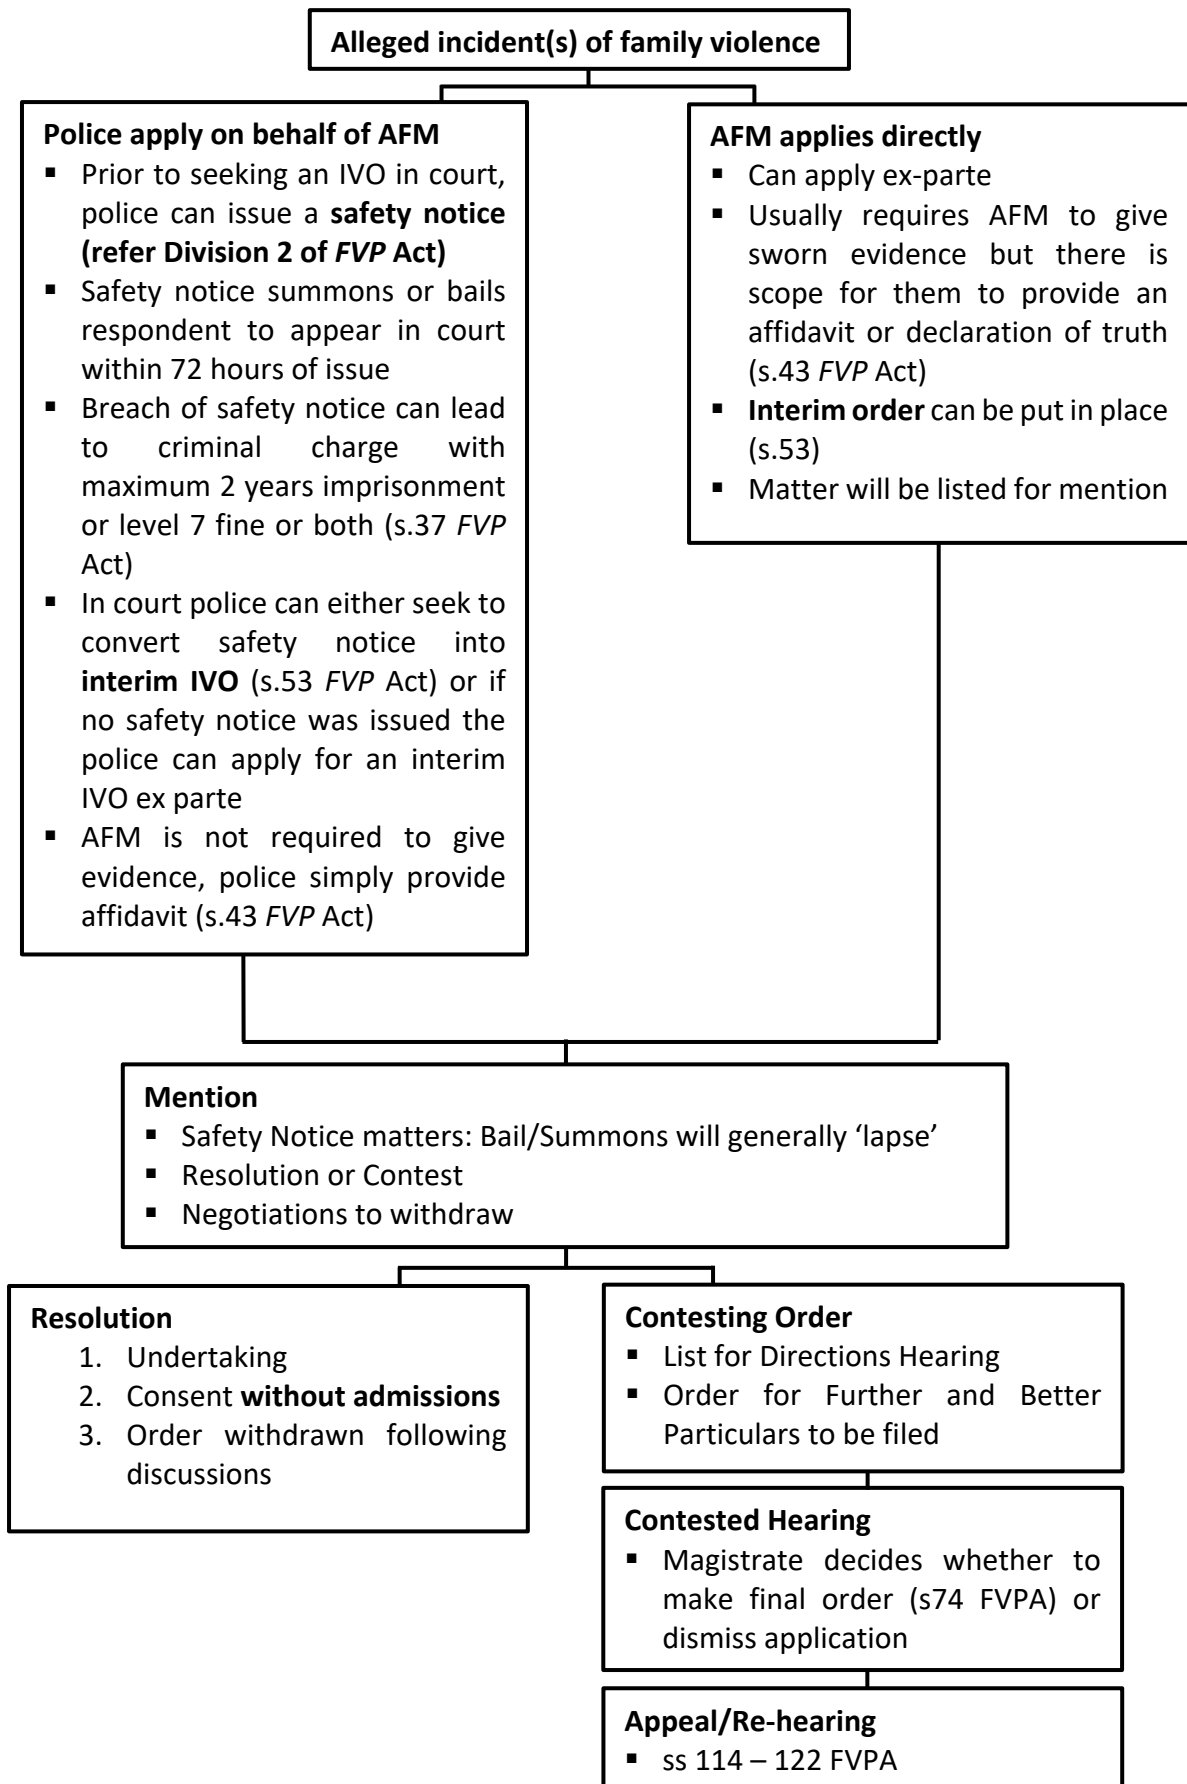 Alleged incident(s) of family violence
Police apply on behalf of AFM
▪ Prior to seeking an IVO in court,
police can issue a safety notice
(refer Division 2 of FVP Act)
▪ Safety notice summons or bails
respondent to appear in court
within 72 hours of issue
▪ Breach of safety notice can lead
to criminal charge with
maximum 2 years imprisonment
or level 7 fine or both (s.37 FVP
Act)
▪ In court police can either seek to
convert safety notice into
interim IVO (s.53 FVP Act) or if
no safety notice was issued the
police can apply for an interim
IVO ex parte
▪ AFM is not required to give
evidence, police simply provide
affidavit (s.43 FVP Act)
AFM applies directly
▪ Can apply ex-parte
▪ Usually requires AFM to give
sworn evidence but there is
scope for them to provide an
affidavit or declaration of truth
(s.43 FVP Act)
▪ Interim order can be put in place
(s.53)
▪ Matter will be listed for mention
Mention
▪ Safety Notice matters: Bail/Summons will generally ‘lapse’
▪ Resolution or Contest
▪ Negotiations to withdraw
Resolution
1. Undertaking
2. Consent without admissions
3. Order withdrawn following
discussions
Contesting Order
▪ List for Directions Hearing
▪ Order for Further and Better
Particulars to be filed
Contested Hearing
▪ Magistrate decides whether to
make final order (s74 FVPA) or
dismiss application
Appeal/Re-hearing
▪ ss 114 – 122 FVPA